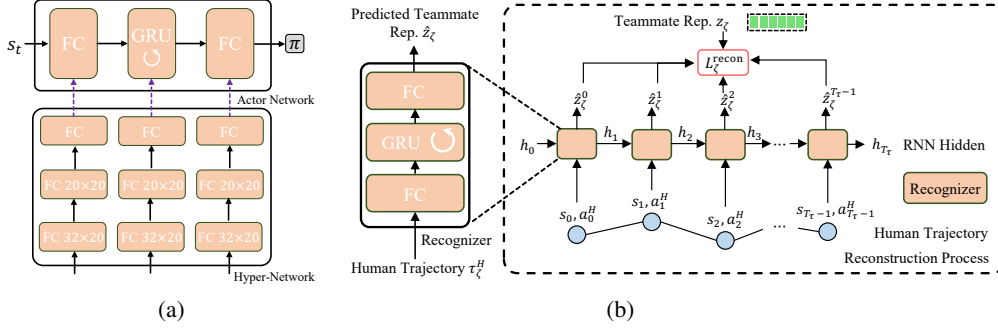 s_t
FC
GRU
FC
π
Actor Network
FC
FC
FC
FC 20×20
FC 20×20
FC 20×20
FC 32×20
FC 32×20
FC 32×20
Hyper-Network
(a)
Predicted Teammate
Rep. ẑ_ζ
FC
GRU
FC
Recognizer
Human Trajectory τ_ζ^H
Teammate Rep. z_ζ
L_ζ^recon
ẑ_ζ^0
ẑ_ζ^1
ẑ_ζ^2
ẑ_ζ^{T_τ−1}
h_0
h_1
h_2
h_3
...
h_{T_τ}
RNN Hidden
Recognizer
s_0, a_0^H
s_1, a_1^H
s_2, a_2^H
...
s_{T_τ−1}, a_{T_τ−1}^H
Human Trajectory
Reconstruction Process
(b)